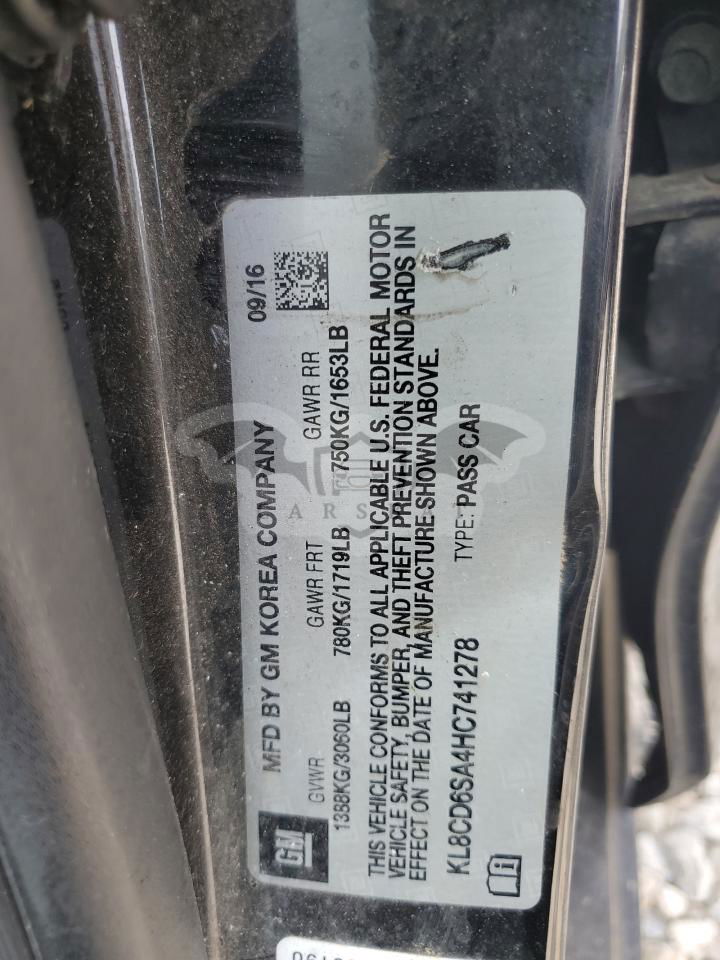 MFD BY GM KOREA COMPANY 09/16
GM
GVWR GAWR FRT GAWR RR
1388KG/3060LB 780KG/1719LB 750KG/1653LB
THIS VEHICLE CONFORMS TO ALL APPLICABLE U.S. FEDERAL MOTOR
VEHICLE SAFETY, BUMPER, AND THEFT PREVENTION STANDARDS IN
EFFECT ON THE DATE OF MANUFACTURE SHOWN ABOVE.
KL8CD6SA4HC741278 TYPE: PASS CAR